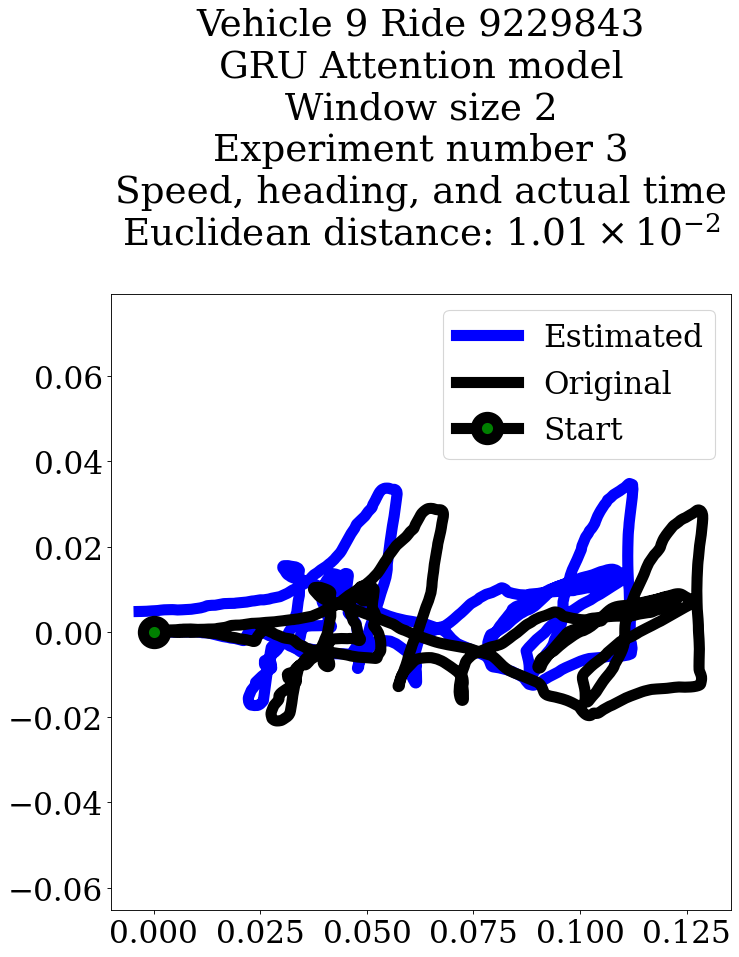 Vehicle 9 Ride 9229843
GRU Attention model
Window size 2
Experiment number 3
Speed, heading, and actual time
Euclidean distance: 1.01 × 10⁻²
Estimated
Original
Start
0.06
0.04
0.02
0.00
−0.02
−0.04
−0.06
0.000 0.025 0.050 0.075 0.100 0.125